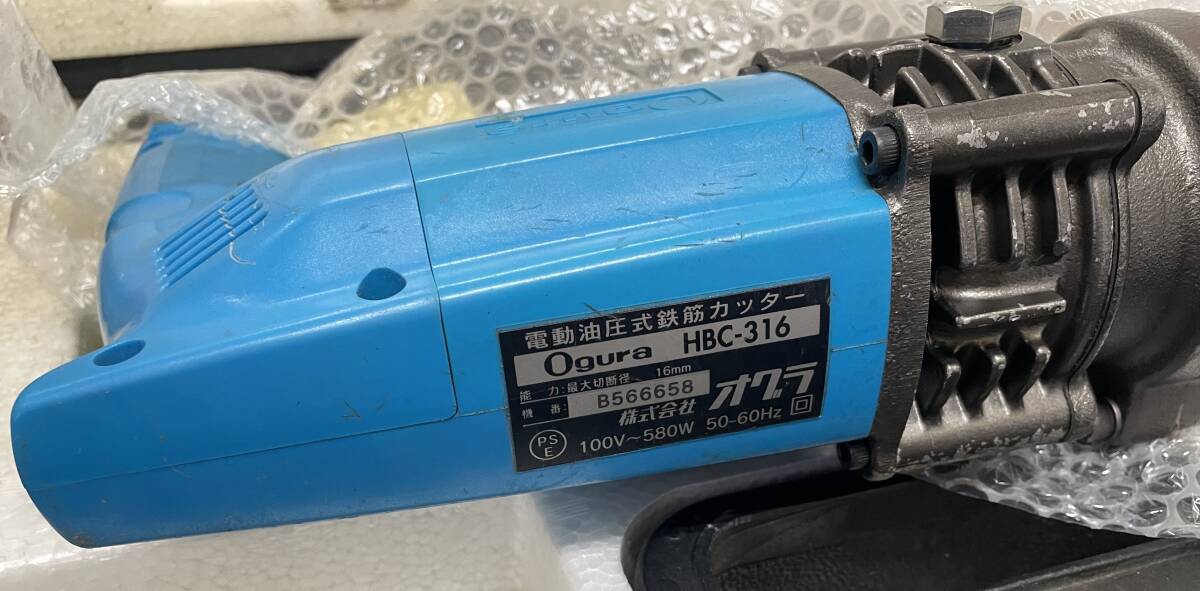 電動油圧式鉄筋カッター
Ogura HBC-316
能 力:最大切断径 16mm
機 番: B566658
株式会社 オグラ
PS
E
100V~580W 50-60Hz